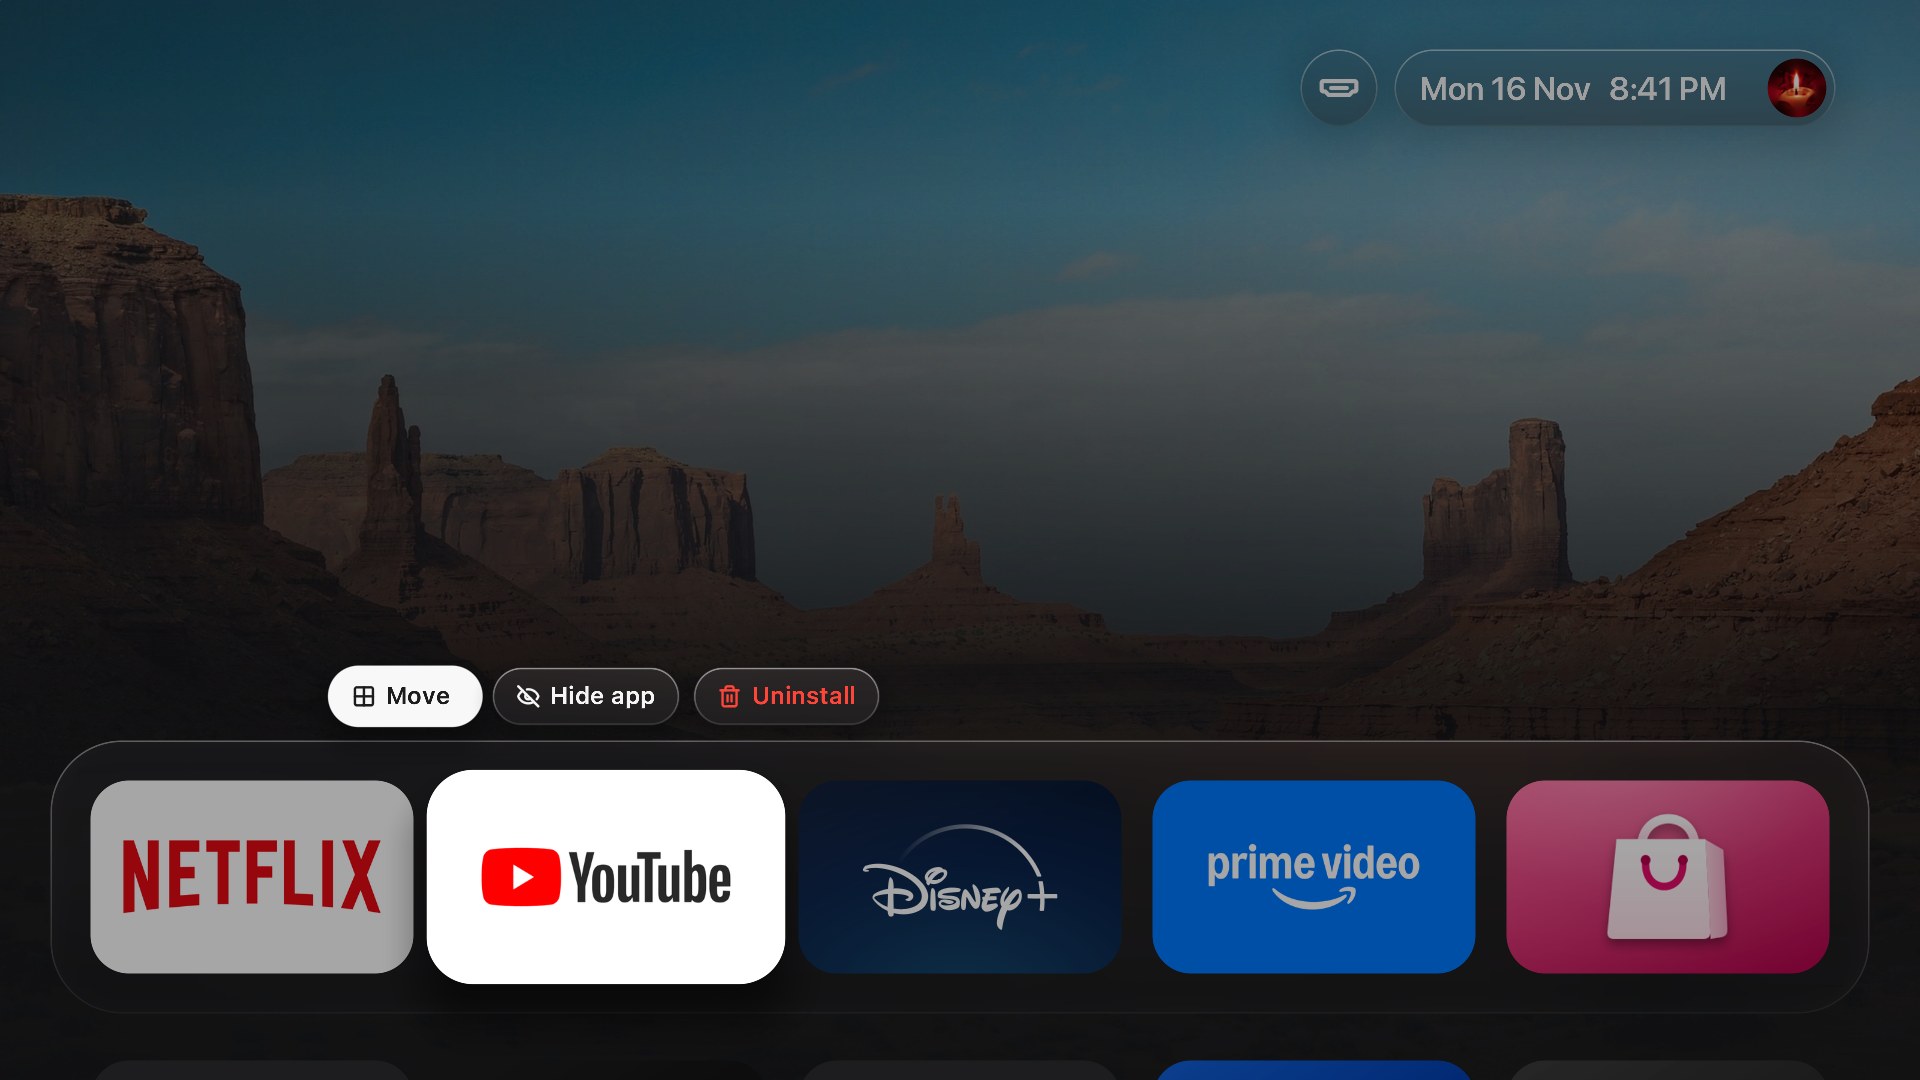 Mon 16 Nov 8:41 PM
Move
Hide app
Uninstall
NETFLIX
YouTube
Disney+
prime video